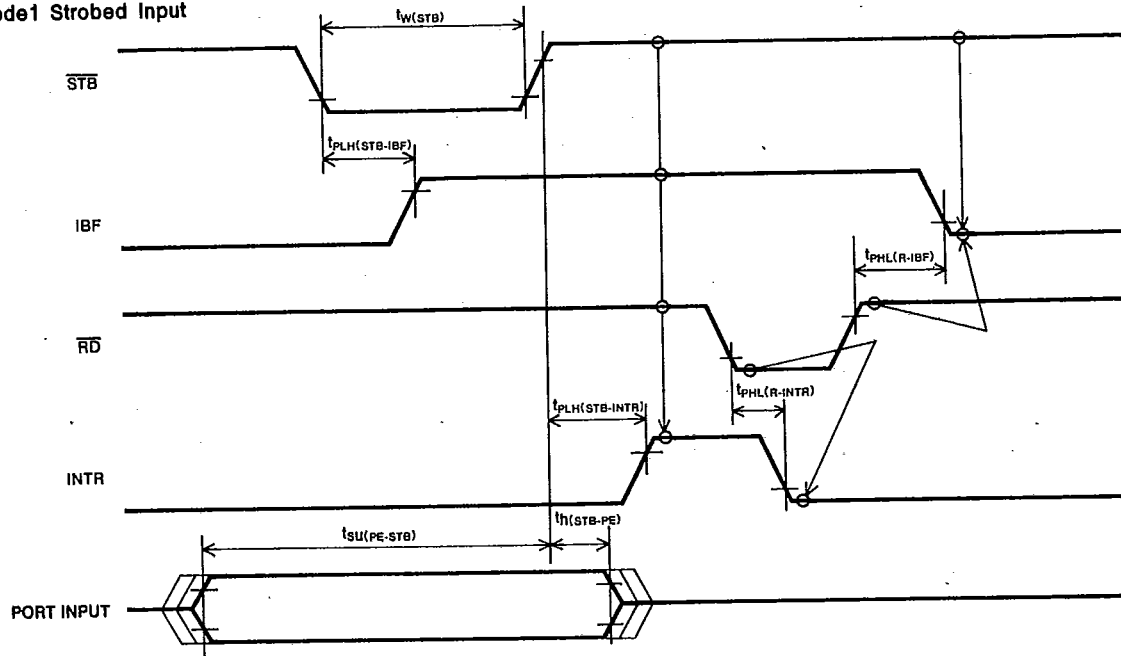 ode1 Strobed Input
tW(STB)
STB
tPLH(STB-IBF)
IBF
tPHL(R-IBF)
RD
tPHL(R-INTR)
tPLH(STB-INTR)
INTR
tSU(PE-STB)
th(STB-PE)
PORT INPUT